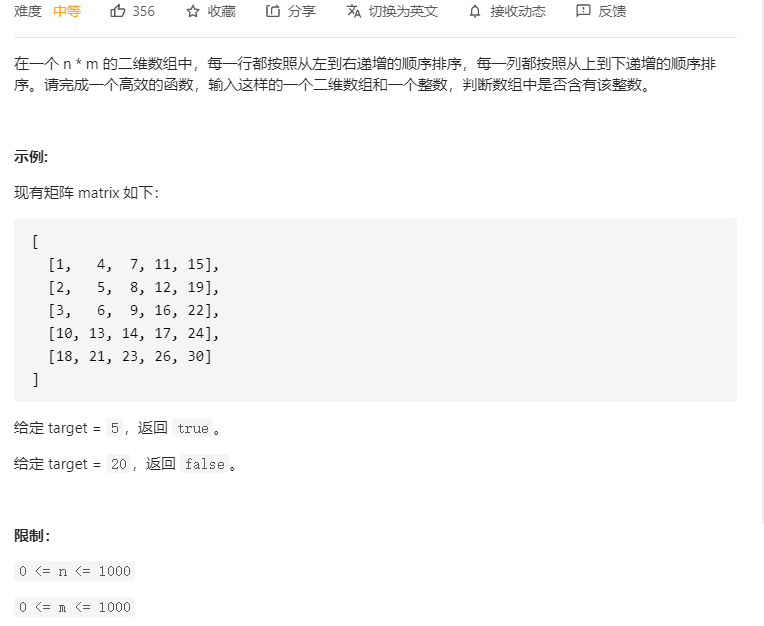 难度 中等 356 收藏 分享 切换为英文 接收动态 反馈
在一个 n * m 的二维数组中，每一行都按照从左到右递增的顺序排序，每一列都按照从上到下递增的顺序排
序。请完成一个高效的函数，输入这样的一个二维数组和一个整数，判断数组中是否含有该整数。
示例:
现有矩阵 matrix 如下：
[
[1, 4, 7, 11, 15],
[2, 5, 8, 12, 19],
[3, 6, 9, 16, 22],
[10, 13, 14, 17, 24],
[18, 21, 23, 26, 30]
]
给定 target = 5，返回 true。
给定 target = 20，返回 false。
限制：
0 <= n <= 1000
0 <= m <= 1000